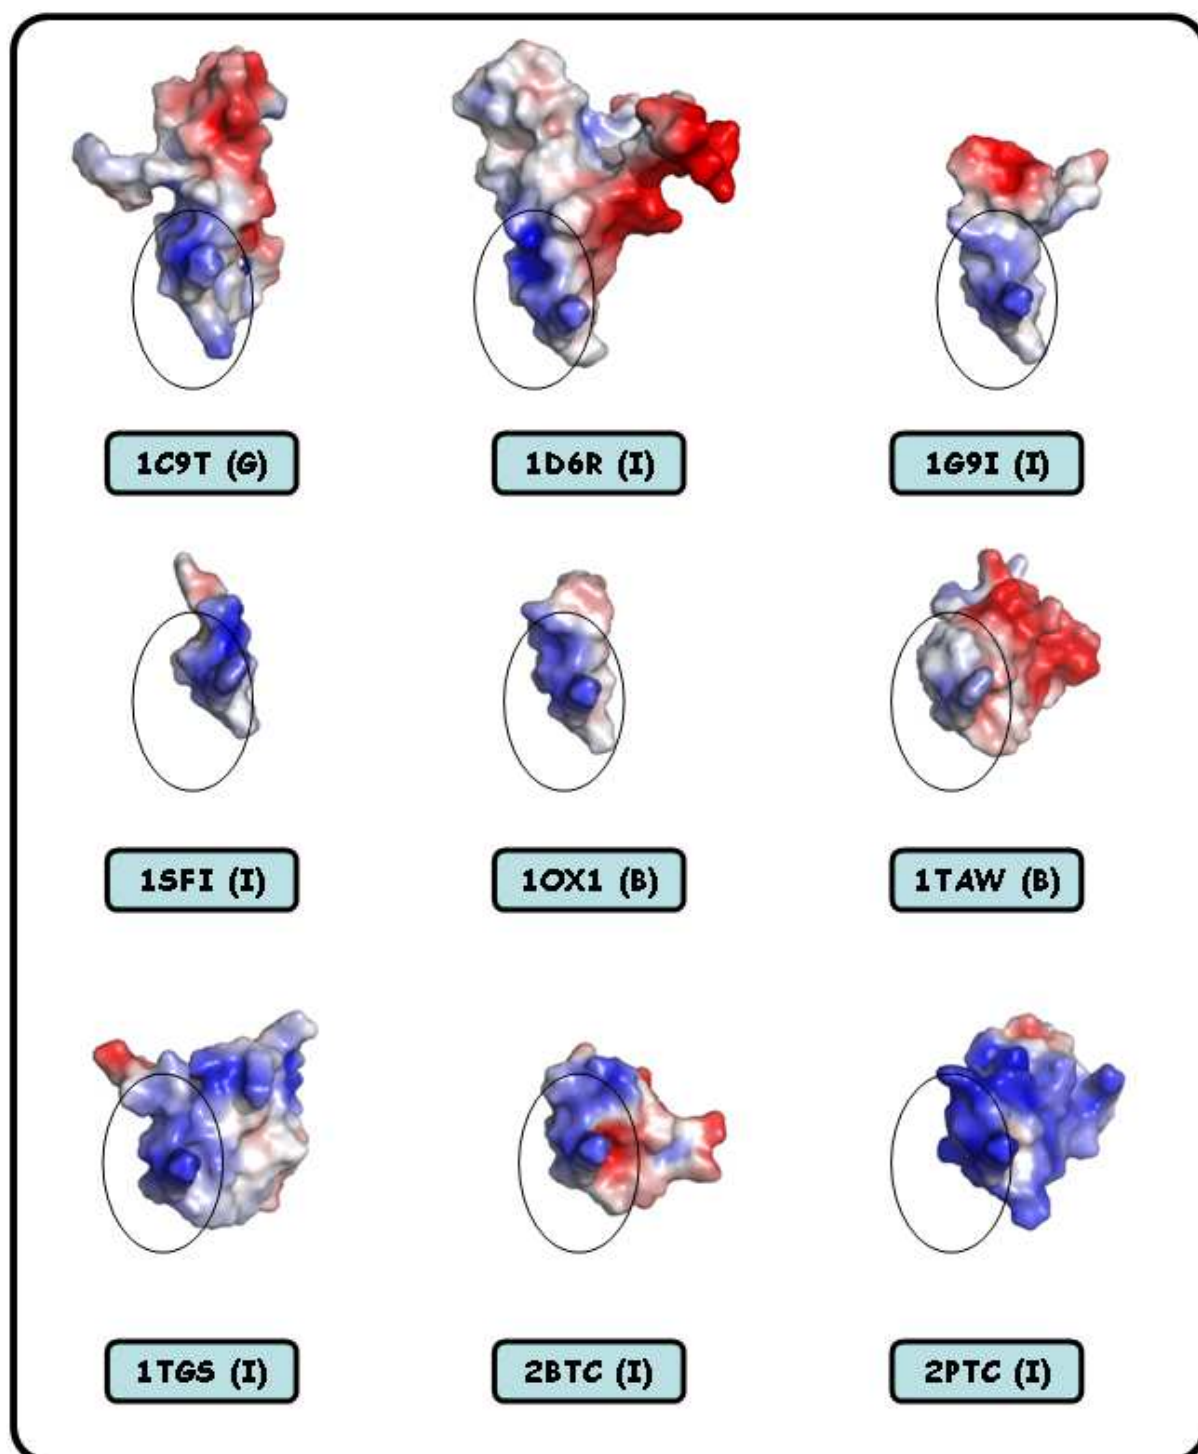 1C9T (G)
1D6R (I)
1G9I (I)
1SFI (I)
1OX1 (B)
1TAW (B)
1TGS (I)
2BTC (I)
2PTC (I)